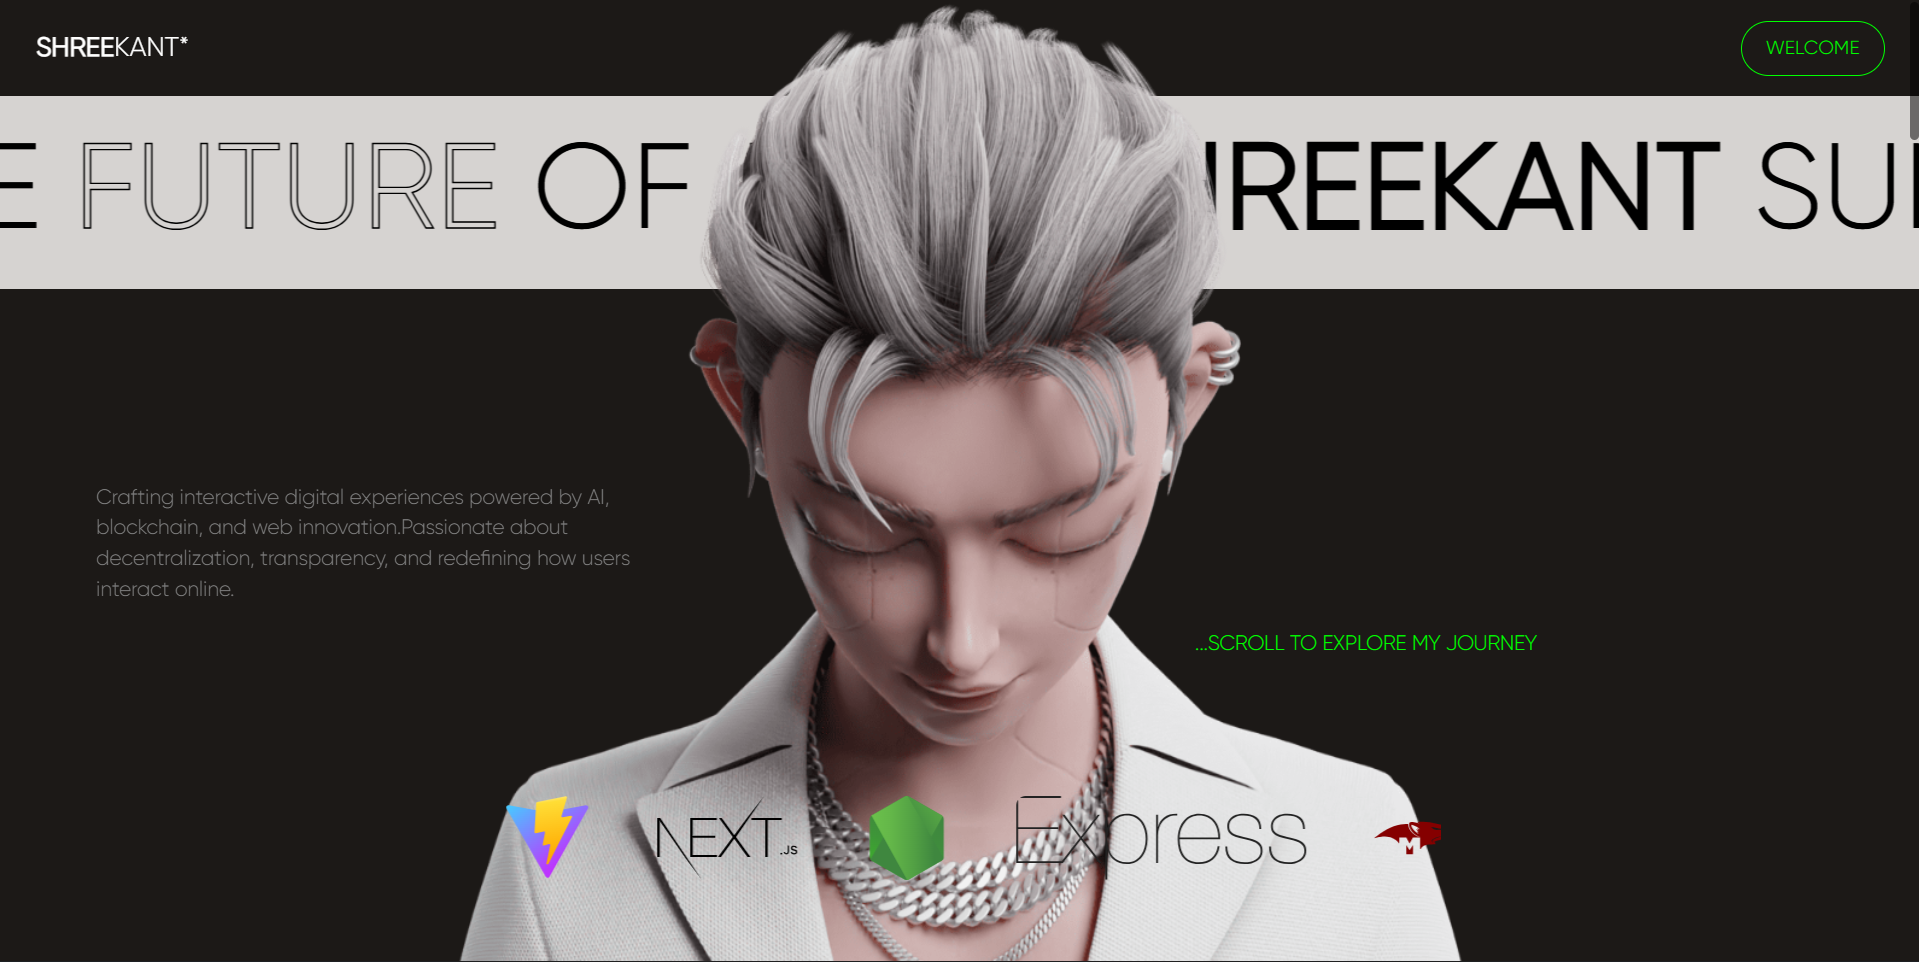 SHREEKANT*
WELCOME
FUTURE OF
REEKANT
Crafting interactive digital experiences powered by AI,
blockchain, and web innovation.Passionate about
decentralization, transparency, and redefining how users
interact online.
...SCROLL TO EXPLORE MY JOURNEY
NEXT.JS
Express
M